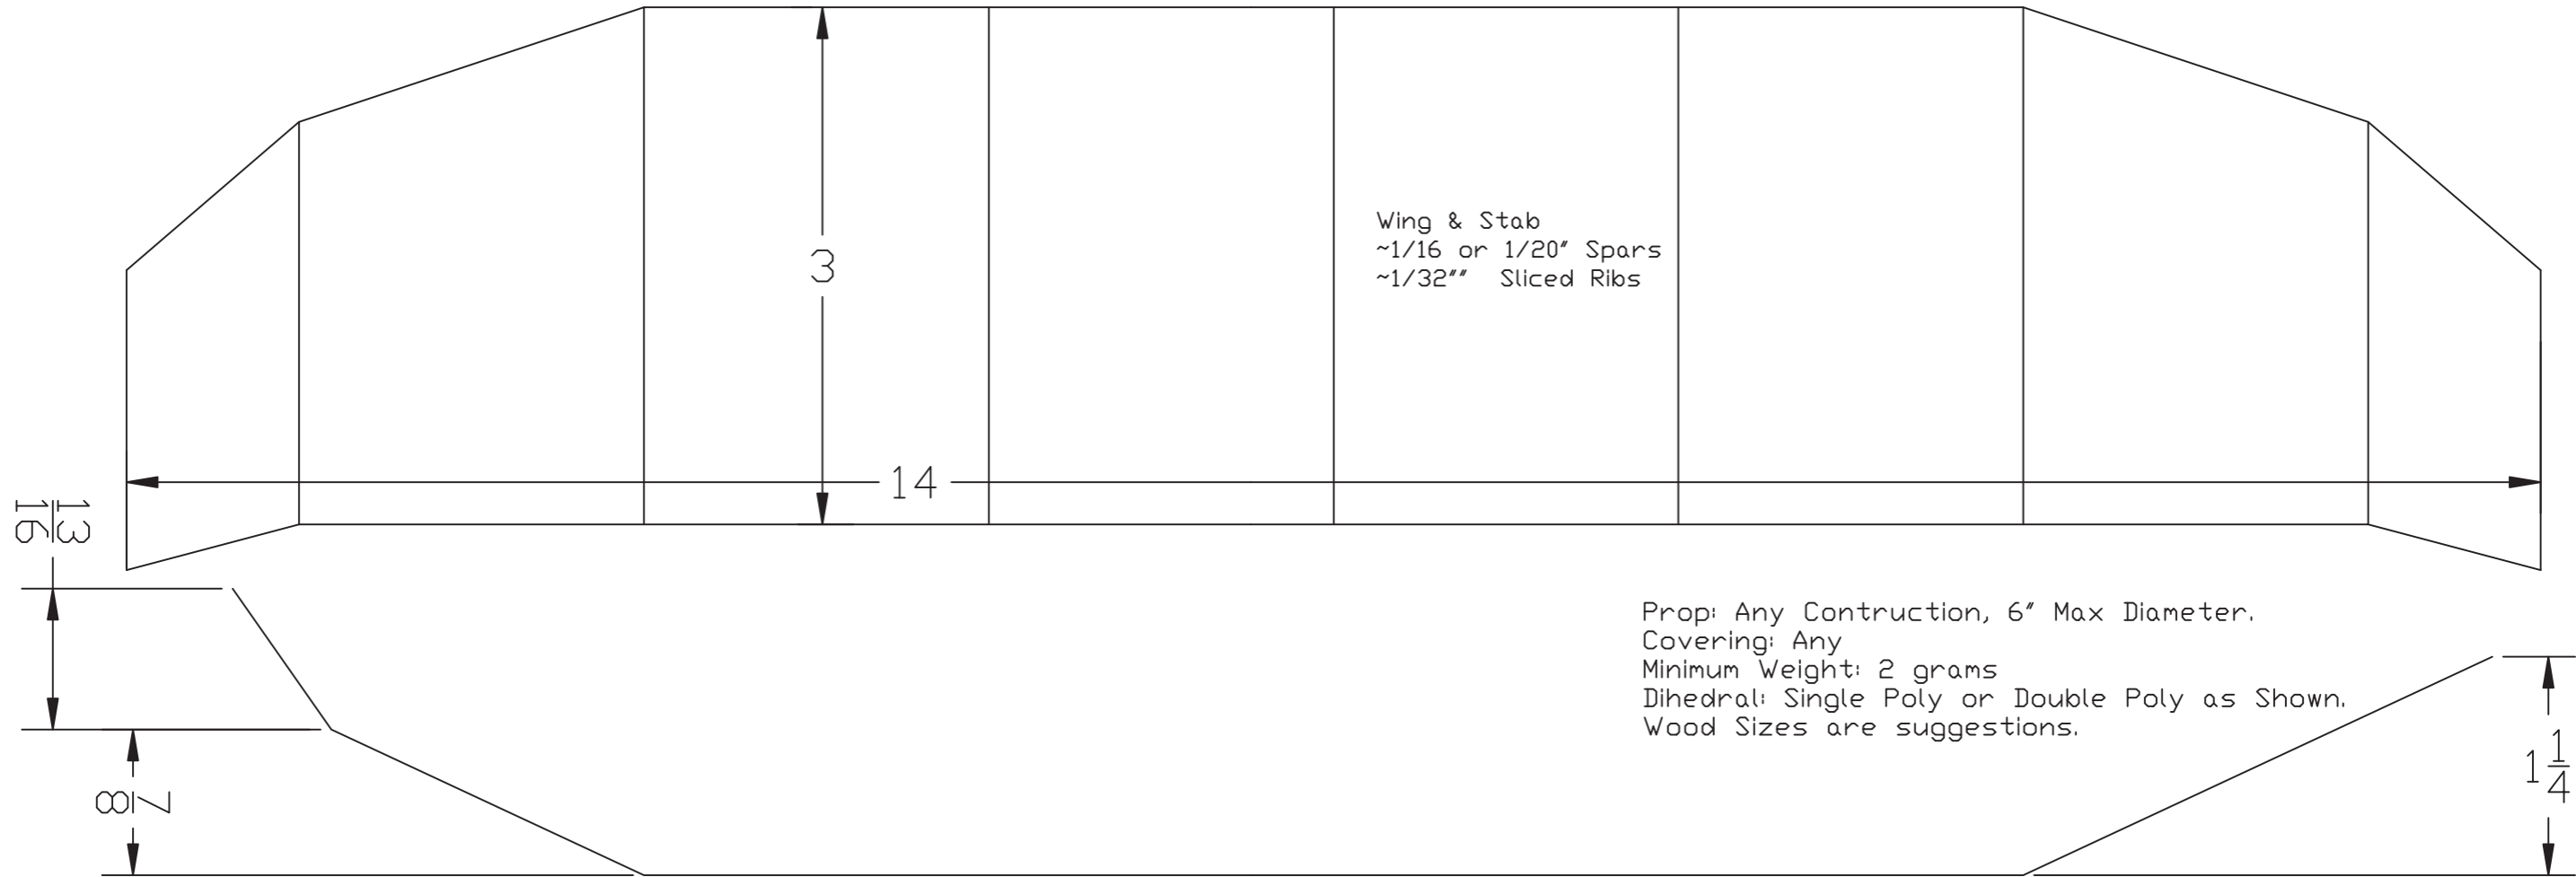 Wing & Stab
~1/16 or 1/20" Spars
~1/32"" Sliced Ribs
3
14
13/16
7/8
Prop: Any Contruction, 6" Max Diameter.
Covering: Any
Minimum Weight: 2 grams
Dihedral: Single Poly or Double Poly as Shown.
Wood Sizes are suggestions.
1 1/4